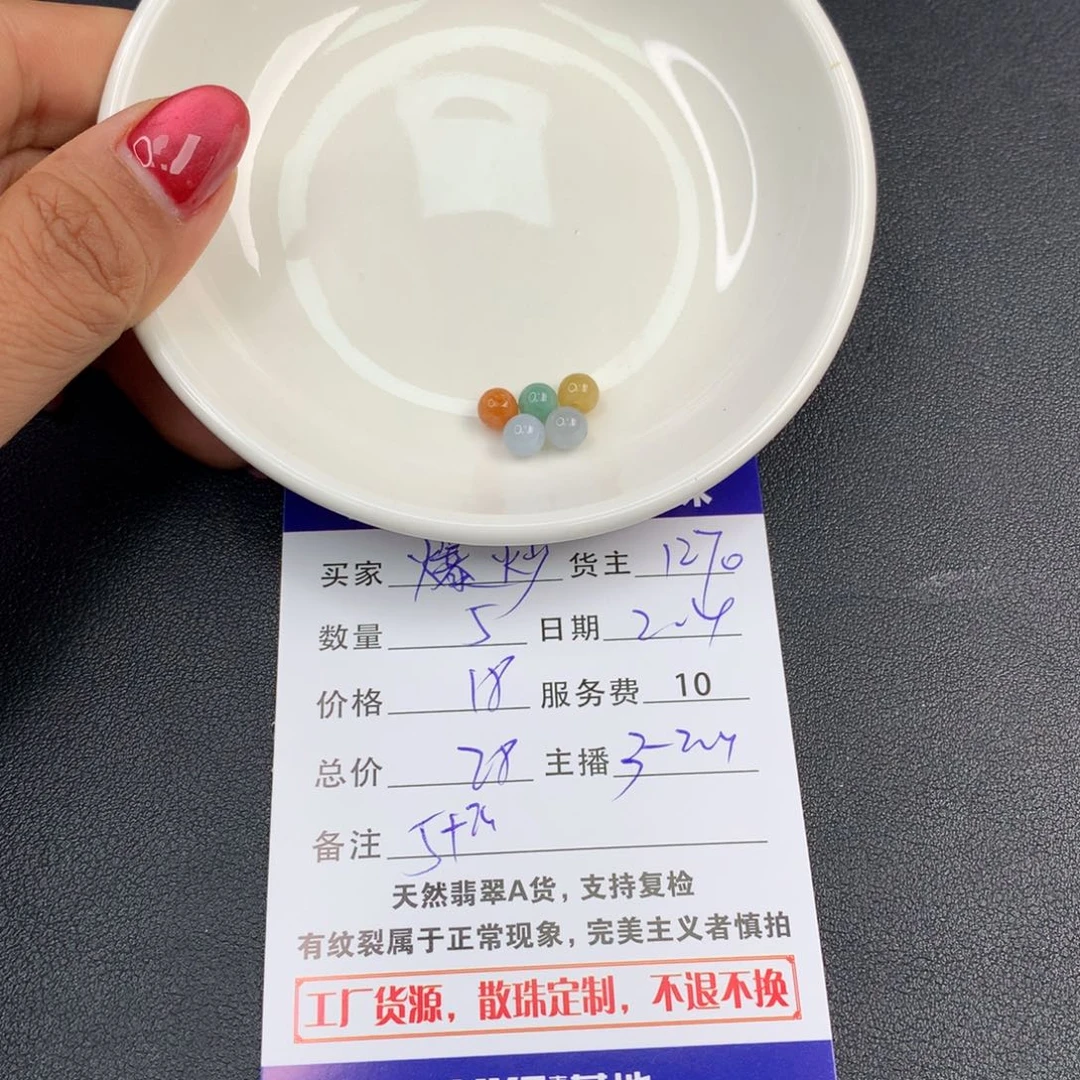 买家 爆炒 货主 1270
数量 5 日期 2.4
价格 18 服务费 10
总价 28 主播
备注
天然翡翠A货，支持复检
有纹裂属于正常现象，完美主义者慎拍
工厂货源，散珠定制，不退不换